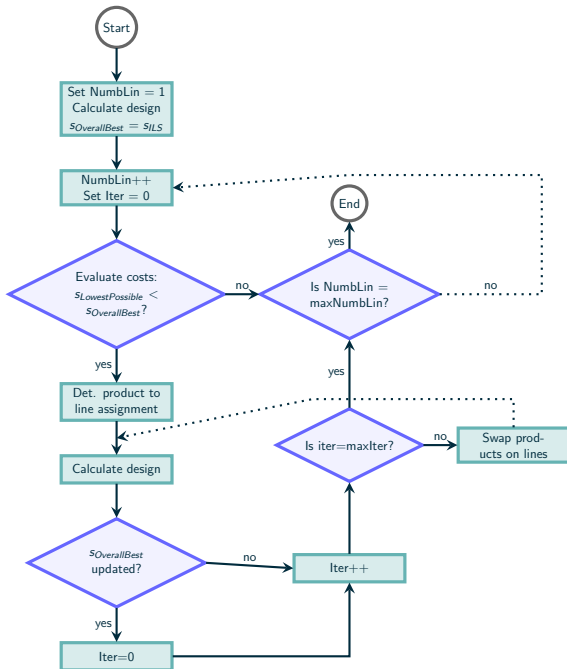 Start
Set NumbLin = 1
Calculate design
s_OverallBest = s_ILS
NumbLin++
Set Iter = 0
End
yes
Evaluate costs:
s_LowestPossible <
s_OverallBest?
no
Is NumbLin =
maxNumbLin?
no
yes
yes
Det. product to
line assignment
Is iter=maxIter?
no
Swap prod-
ucts on lines
Calculate design
s_OverallBest
updated?
no
Iter++
yes
Iter=0